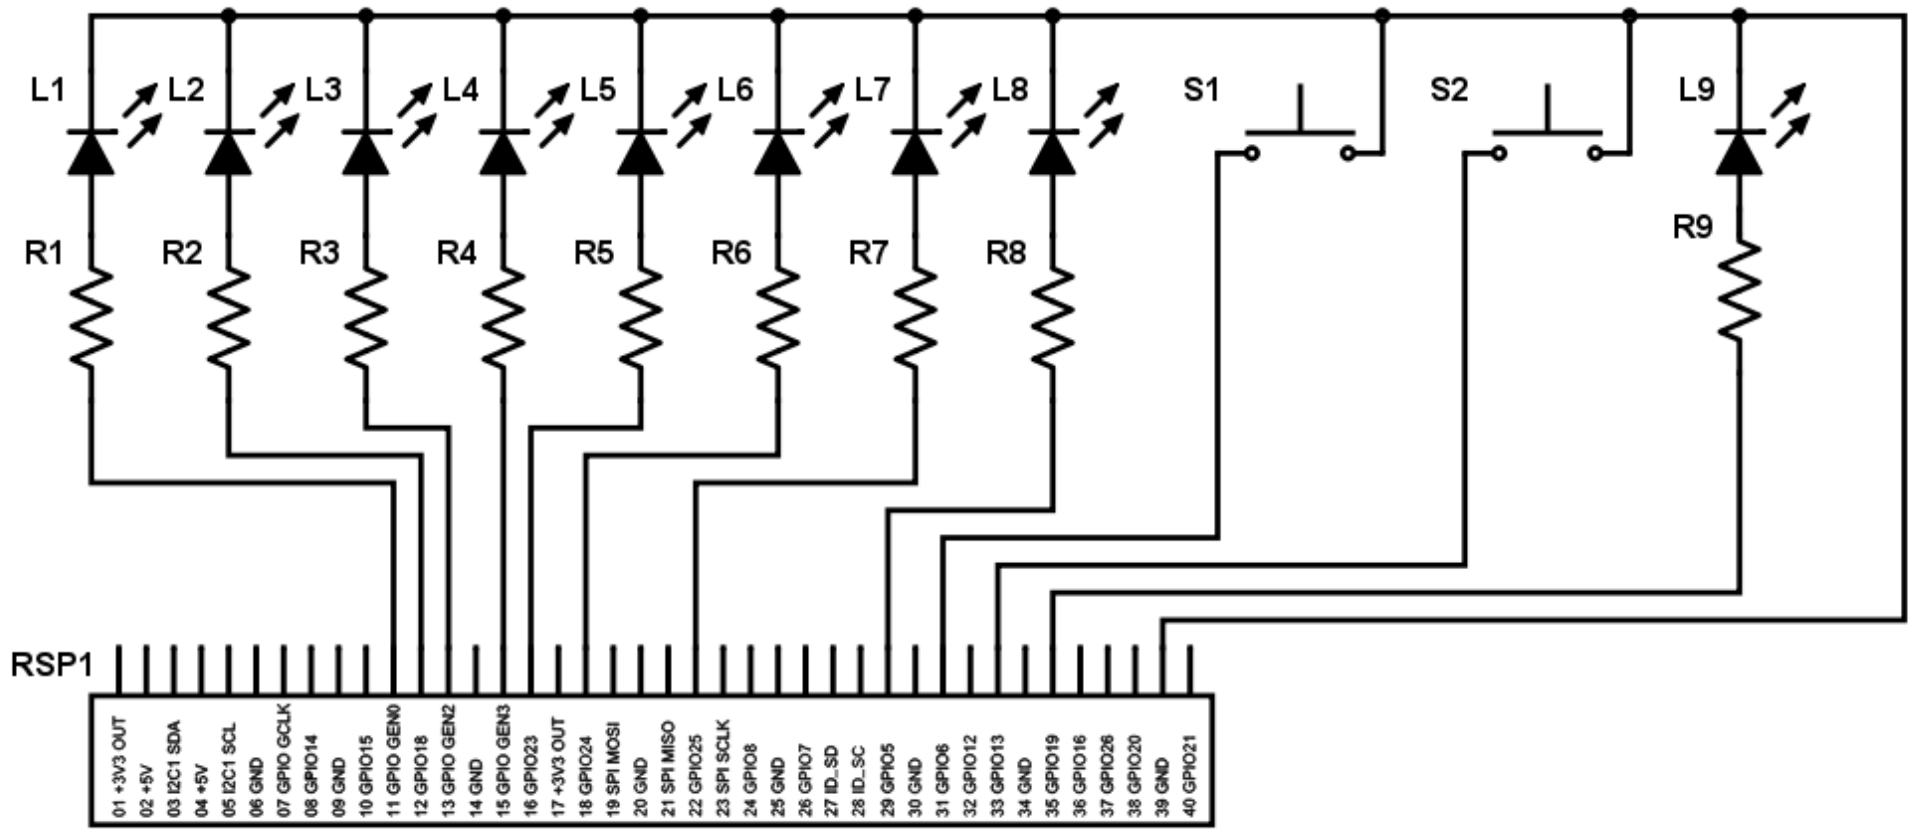 L1 L2 L3 L4 L5 L6 L7 L8 S1 S2 L9
R1 R2 R3 R4 R5 R6 R7 R8 R9
RSP1
01 +3V3 OUT
02 +5V
03 I2C1 SDA
04 +5V
05 I2C1 SCL
06 GND
07 GPIO GCLK
08 GPIO14
09 GND
10 GPIO15
11 GPIO GEN0
12 GPIO18
13 GPIO GEN2
14 GND
15 GPIO GEN3
16 GPIO23
17 +3V3 OUT
18 GPIO24
19 SPI MOSI
20 GND
21 SPI MISO
22 GPIO25
23 SPI SCLK
24 GPIO8
25 GND
26 GPIO7
27 ID_SD
28 ID_SC
29 GPIO5
30 GND
31 GPIO6
32 GPIO12
33 GPIO13
34 GND
35 GPIO19
36 GPIO16
37 GPIO26
38 GPIO20
39 GND
40 GPIO21